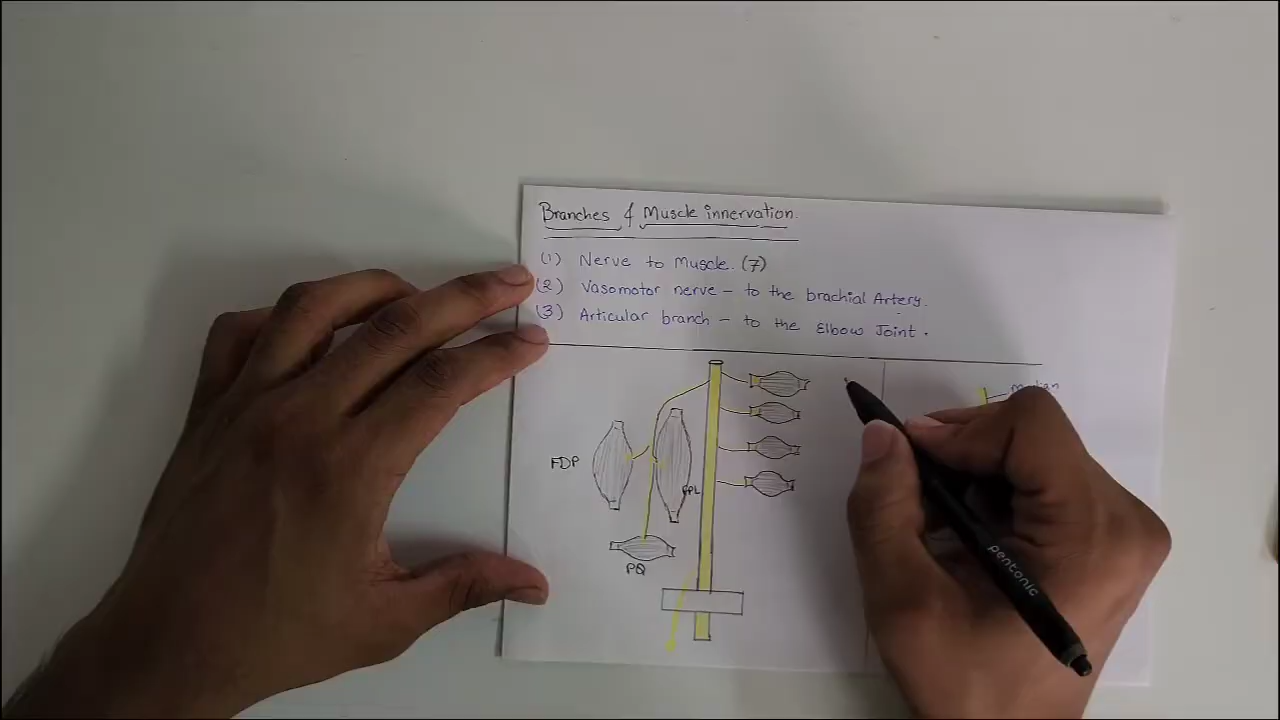 Branches & Muscle innervation.
(1) Nerve to Muscle. (7)
(2) Vasomotor nerve – to the brachial Artery.
(3) Articular branch – to the Elbow Joint.
Median
FDP
FPL
PQ
pentonic